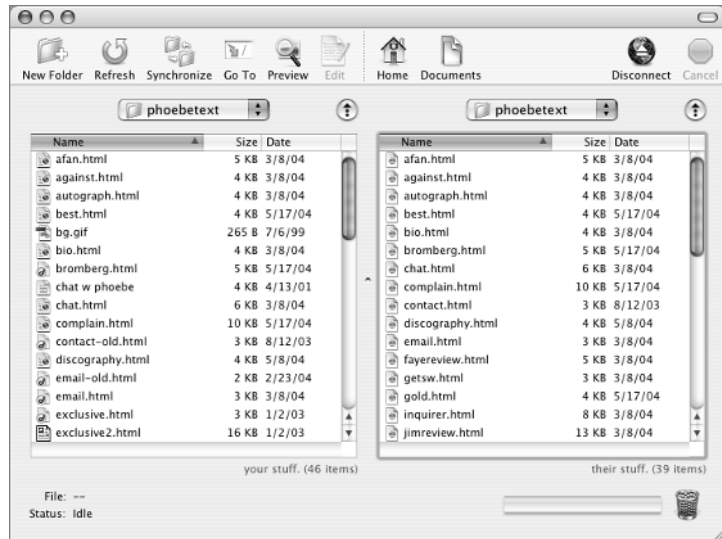 New Folder Refresh Synchronize Go To Preview Edit Home Documents Disconnect Cancel
phoebetext
phoebetext
Name Size Date
afan.html 5 KB 3/8/04
against.html 4 KB 3/8/04
autograph.html 4 KB 3/8/04
best.html 4 KB 5/17/04
bg.gif 265 B 7/6/99
bio.html 4 KB 3/8/04
bromberg.html 5 KB 5/17/04
chat w phoebe 4 KB 4/13/01
chat.html 6 KB 3/8/04
complain.html 10 KB 5/17/04
contact-old.html 3 KB 8/12/03
discography.html 4 KB 5/8/04
email-old.html 2 KB 2/23/04
email.html 3 KB 3/8/04
exclusive.html 3 KB 1/2/03
exclusive2.html 16 KB 1/2/03
your stuff. (46 items)
Name Size Date
afan.html 5 KB 3/8/04
against.html 4 KB 3/8/04
autograph.html 4 KB 3/8/04
best.html 4 KB 5/17/04
bio.html 4 KB 3/8/04
bromberg.html 5 KB 5/17/04
chat.html 6 KB 3/8/04
complain.html 10 KB 5/17/04
contact.html 3 KB 8/12/03
discography.html 4 KB 5/8/04
email.html 3 KB 3/8/04
fayereview.html 3 KB 3/8/04
getsw.html 3 KB 3/8/04
gold.html 4 KB 5/17/04
inquirer.html 8 KB 3/8/04
jimreview.html 13 KB 3/8/04
their stuff. (39 items)
File: --
Status: Idle